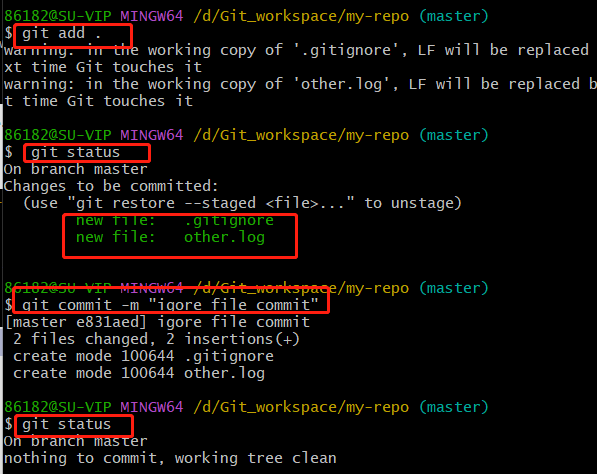 86182@SU-VIP MINGW64 /d/Git_workspace/my-repo (master)
$ git add .
warning: in the working copy of '.gitignore', LF will be replaced
xt time Git touches it
warning: in the working copy of 'other.log', LF will be replaced b
t time Git touches it
86182@SU-VIP MINGW64 /d/Git_workspace/my-repo (master)
$ git status
On branch master
Changes to be committed:
(use "git restore --staged <file>..." to unstage)
new file: .gitignore
new file: other.log
86182@SU-VIP MINGW64 /d/Git_workspace/my-repo (master)
$ git commit -m "igore file commit"
[master e831aed] igore file commit
2 files changed, 2 insertions(+)
create mode 100644 .gitignore
create mode 100644 other.log
86182@SU-VIP MINGW64 /d/Git_workspace/my-repo (master)
$ git status
On branch master
nothing to commit, working tree clean